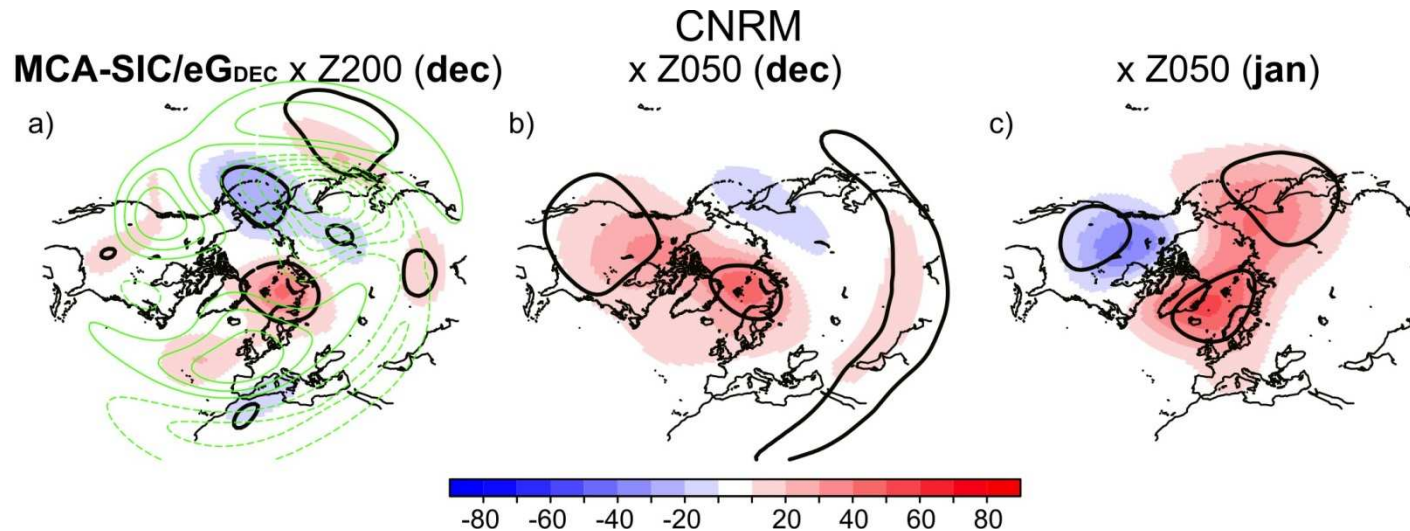 CNRM
MCA-SIC/eGDEC x Z200 (dec)
x Z050 (dec)
x Z050 (jan)
a)
b)
c)
-80 -60 -40 -20 20 40 60 80